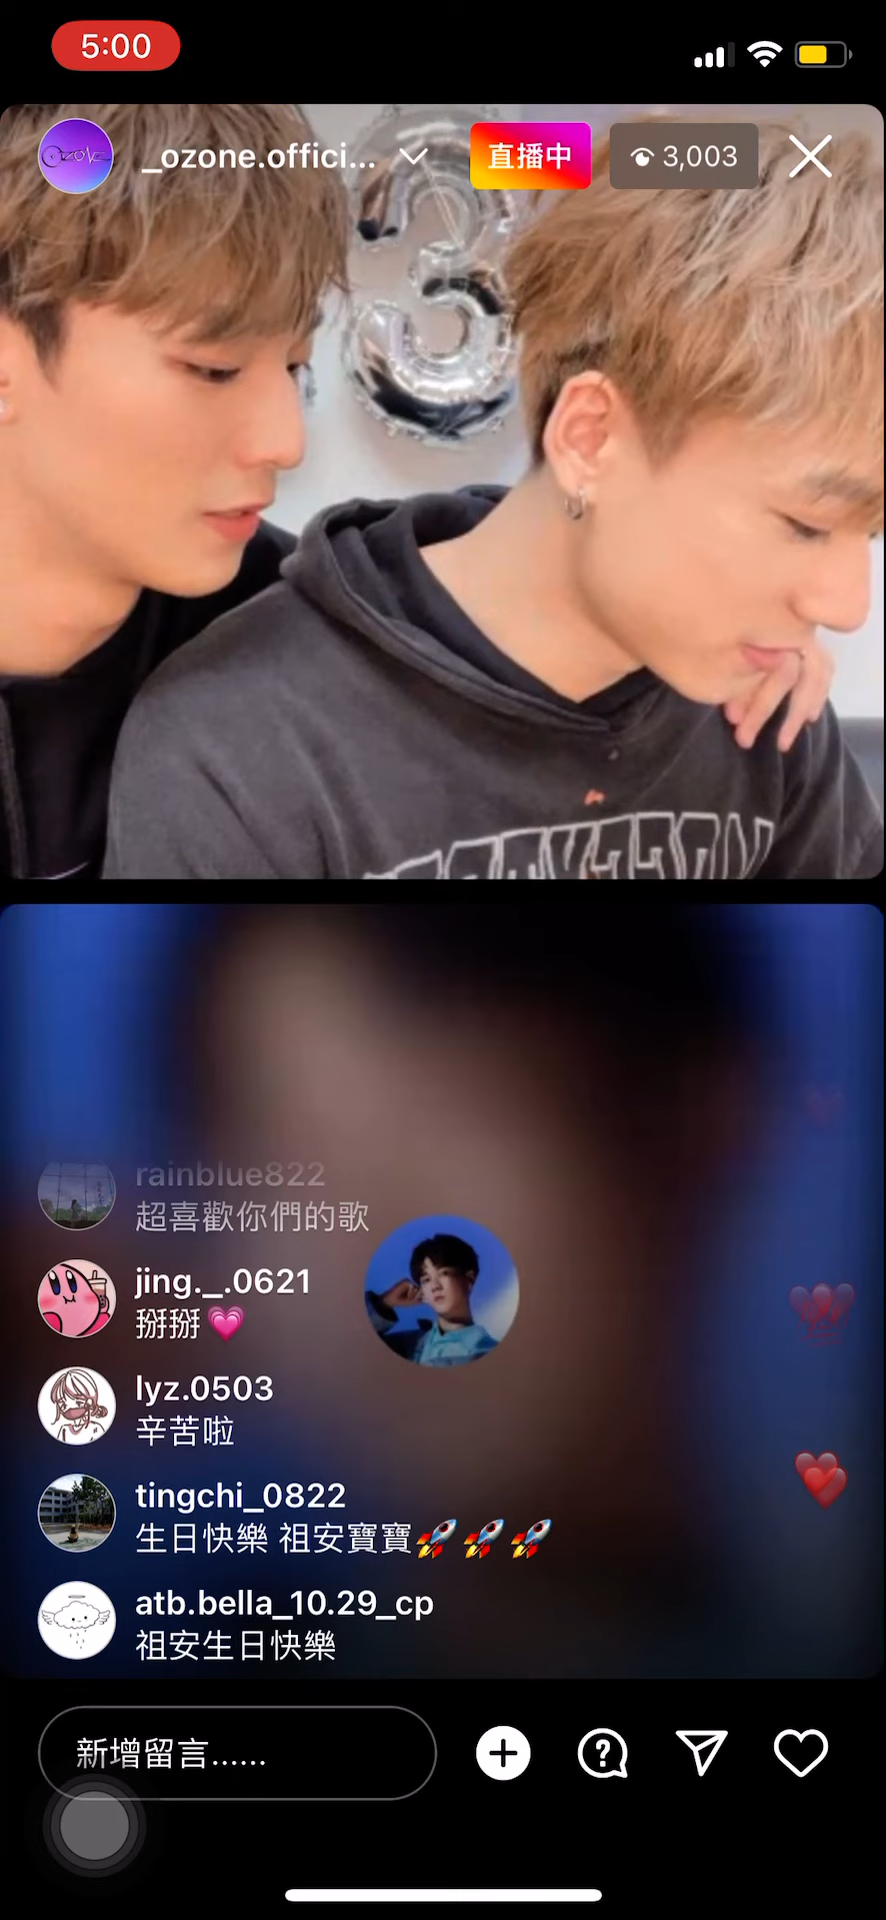 5:00
_ozone.offici...
直播中
3,003
rainblue822
超喜歡你們的歌
jing._.0621
掰掰💗
lyz.0503
辛苦啦
tingchi_0822
生日快樂 祖安寶寶🚀🚀🚀
atb.bella_10.29_cp
祖安生日快樂
新增留言......